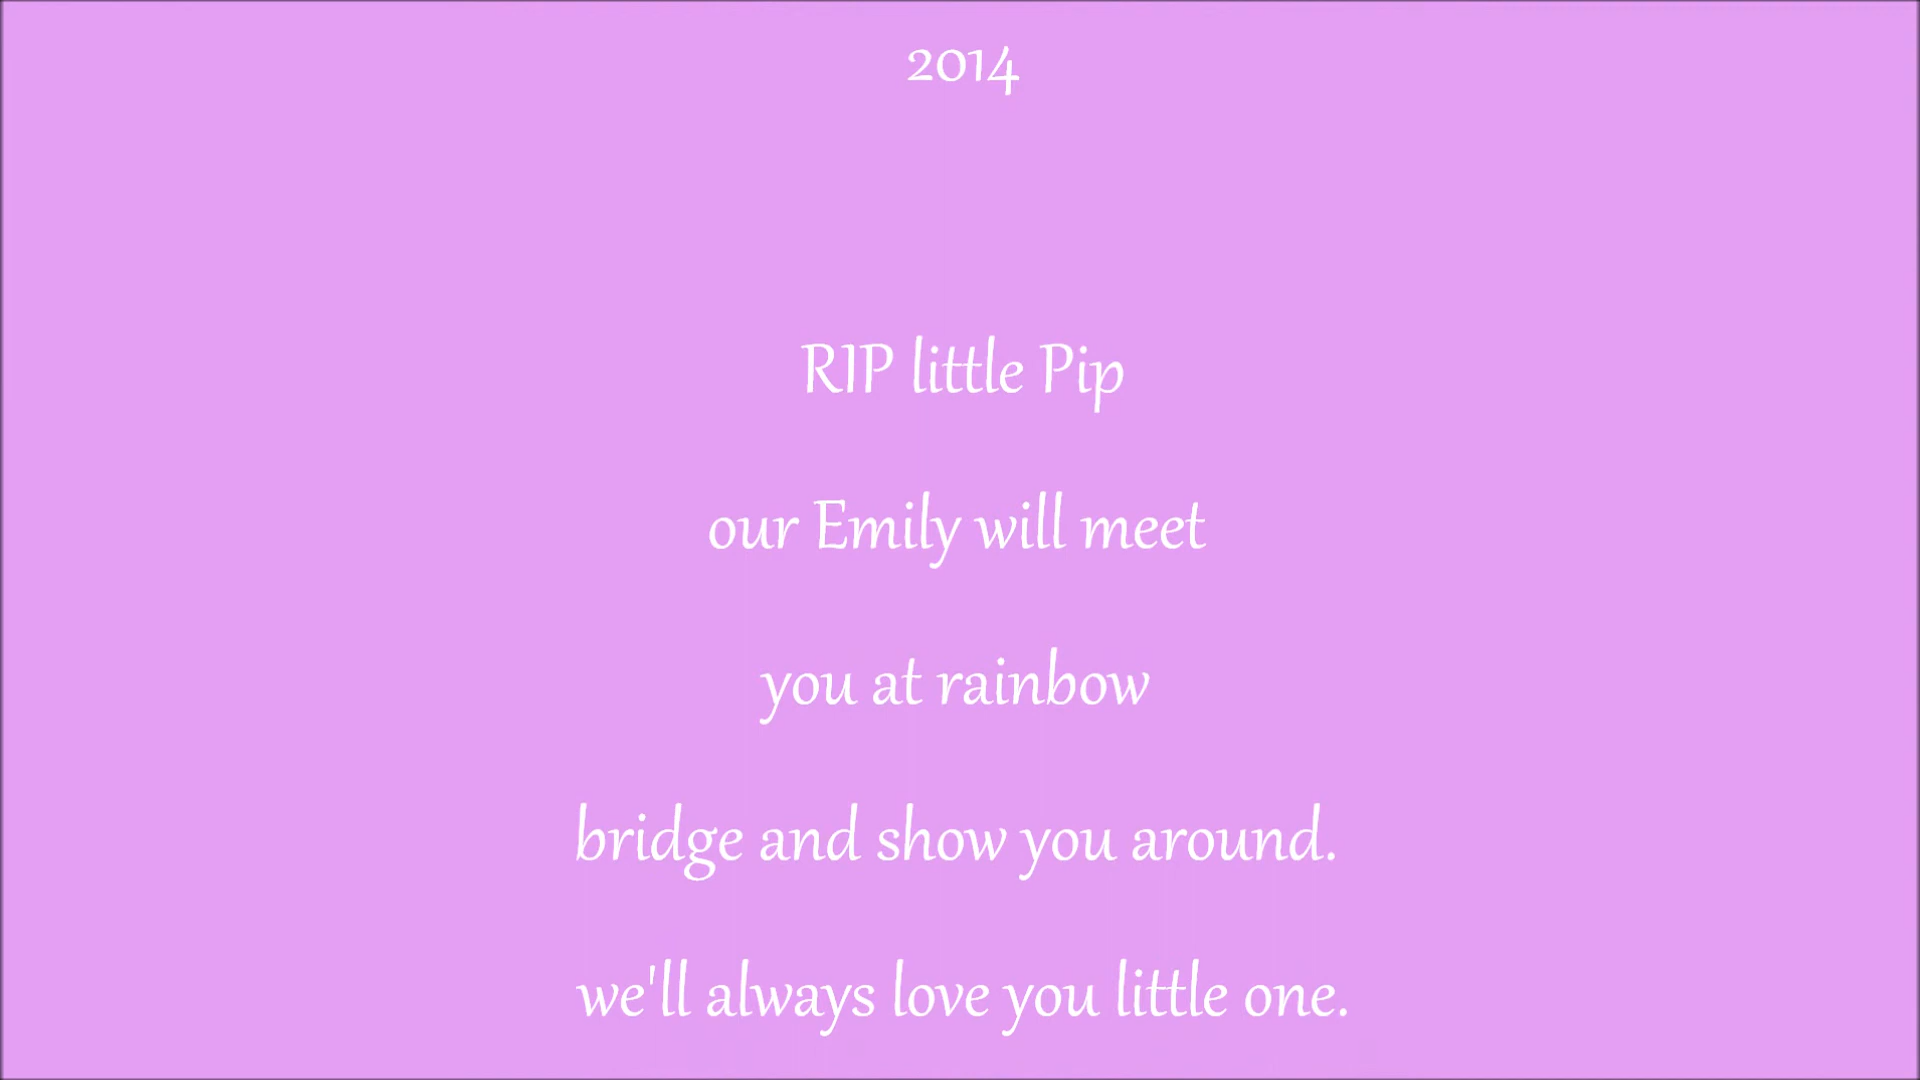 2014
RIP little Pip
our Emily will meet
you at rainbow
bridge and show you around.
we'll always love you little one.